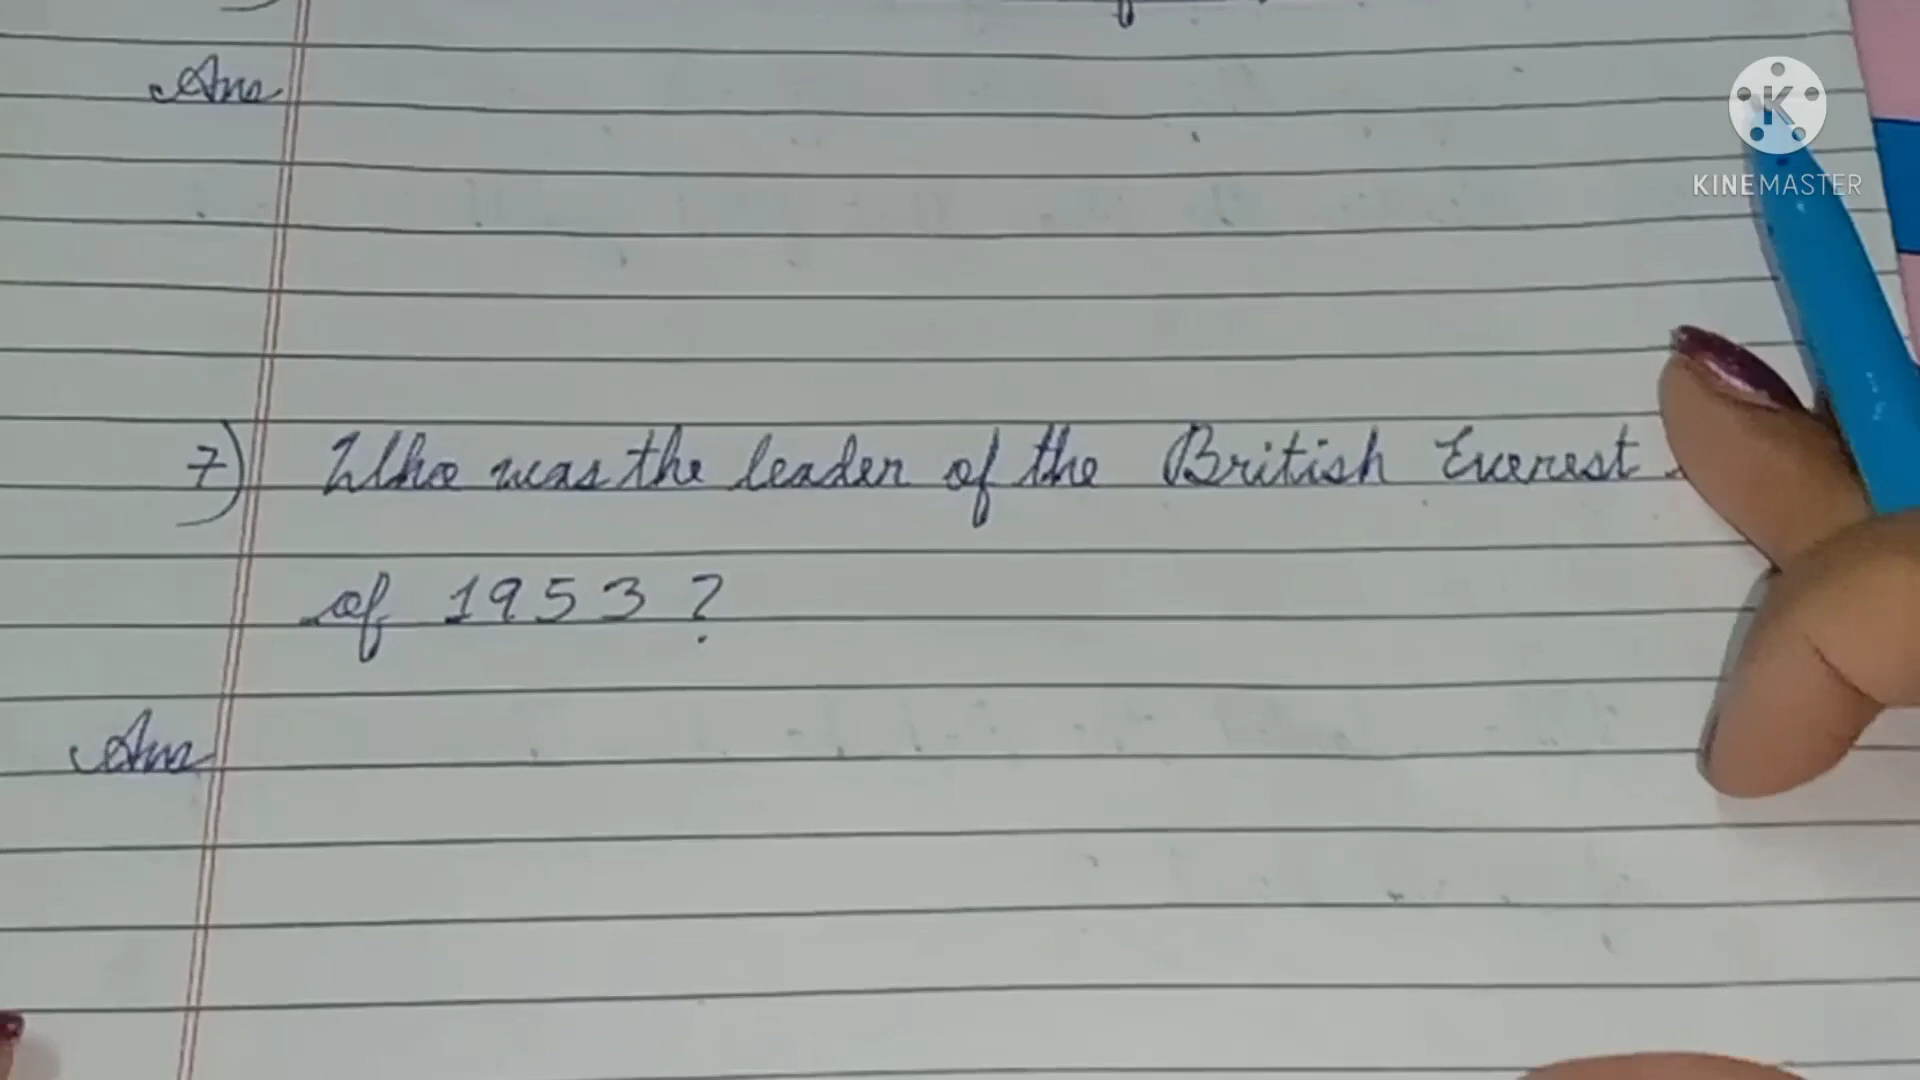 Ans
KINEMASTER
7) Who was the leader of the British Everest
of 1953?
Ans